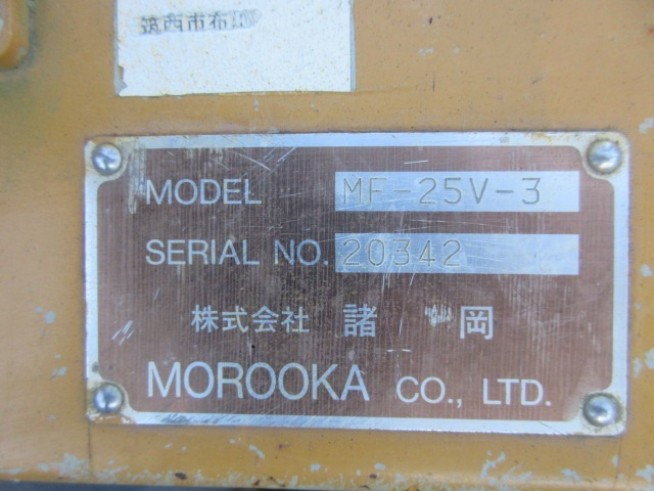 筑西市布川
MODEL MF-25V-3
SERIAL NO. 20342
株式会社 諸岡
MOROOKA CO., LTD.